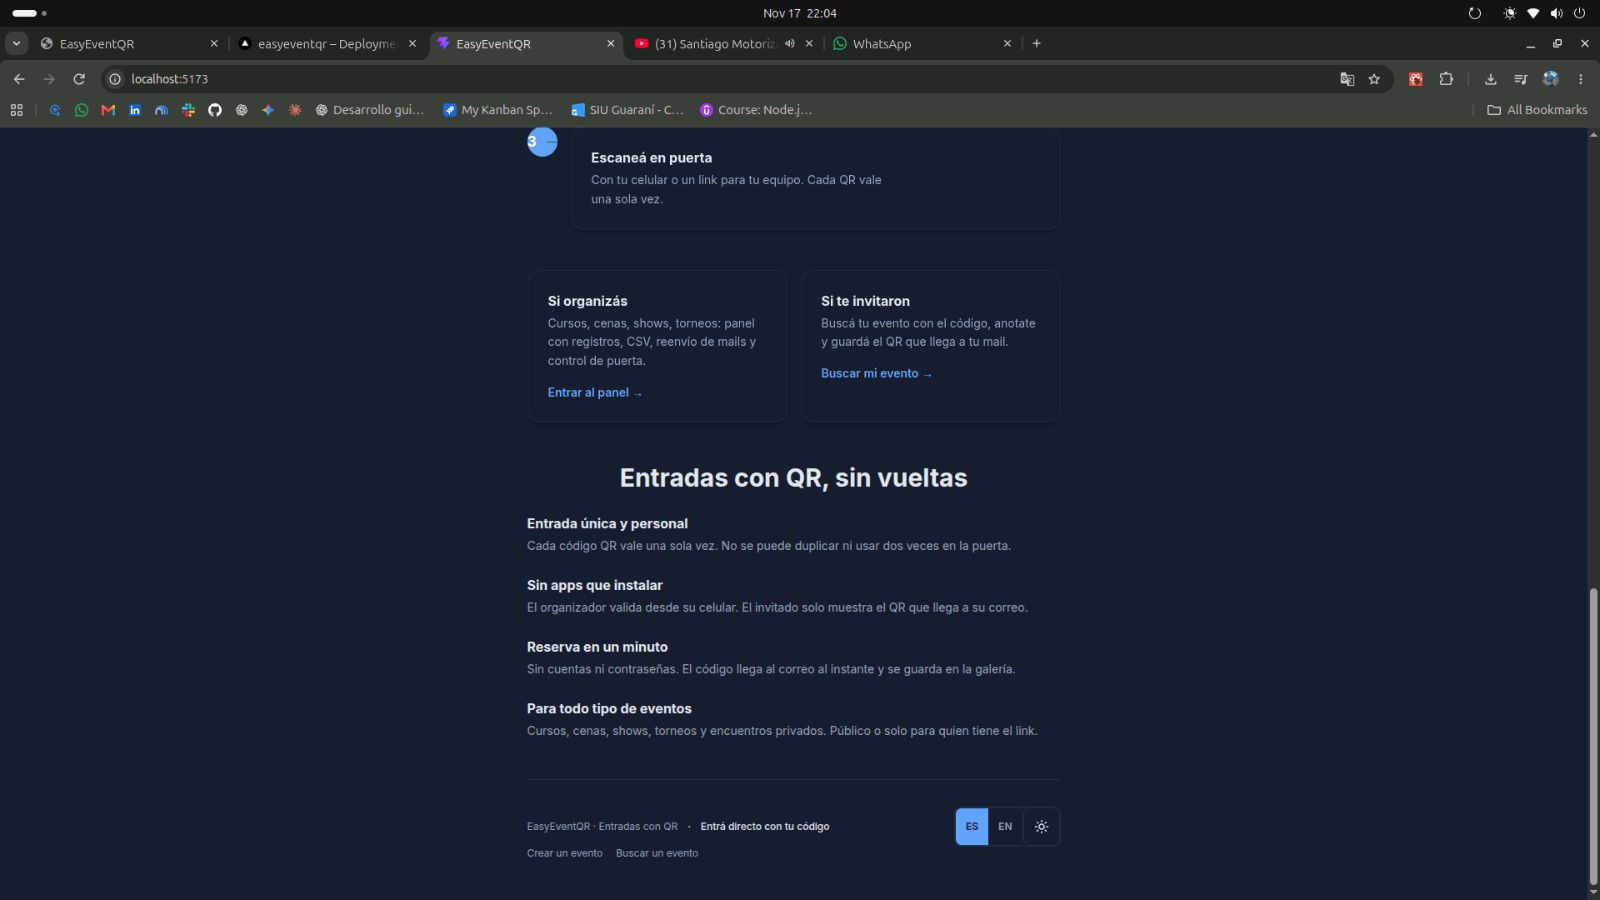 Nov 17 22:04
EasyEventQR
easyeventqr – Deployme
EasyEventQR
(31) Santiago Motoriz
WhatsApp
localhost:5173
Desarrollo gui...
My Kanban Sp...
SIU Guaraní - C...
Course: Node.j...
All Bookmarks
3
Escaneá en puerta
Con tu celular o un link para tu equipo. Cada QR vale
una sola vez.
Si organizás
Cursos, cenas, shows, torneos: panel
con registros, CSV, reenvío de mails y
control de puerta.
Entrar al panel →
Si te invitaron
Buscá tu evento con el código, anotate
y guardá el QR que llega a tu mail.
Buscar mi evento →
Entradas con QR, sin vueltas
Entrada única y personal
Cada código QR vale una sola vez. No se puede duplicar ni usar dos veces en la puerta.
Sin apps que instalar
El organizador valida desde su celular. El invitado solo muestra el QR que llega a su correo.
Reserva en un minuto
Sin cuentas ni contraseñas. El código llega al correo al instante y se guarda en la galería.
Para todo tipo de eventos
Cursos, cenas, shows, torneos y encuentros privados. Público o solo para quien tiene el link.
EasyEventQR · Entradas con QR · Entrá directo con tu código
ES EN
Crear un evento Buscar un evento